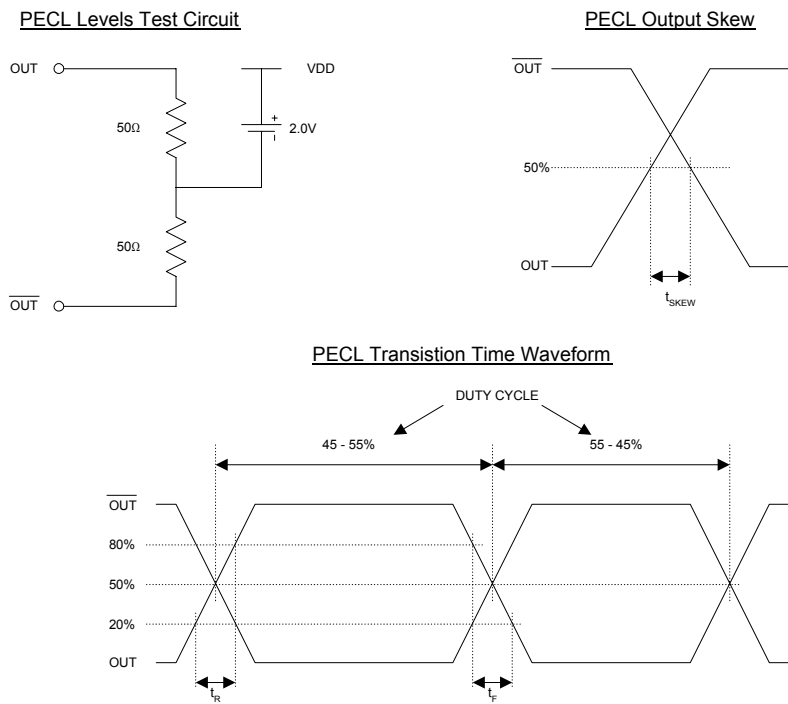 PECL Levels Test Circuit
PECL Output Skew
OUT
VDD
50Ω
+
2.0V
-
50Ω
OUT
OUT
50%
OUT
tSKEW
PECL Transistion Time Waveform
DUTY CYCLE
45 - 55%
55 - 45%
OUT
80%
50%
20%
OUT
tR
tF